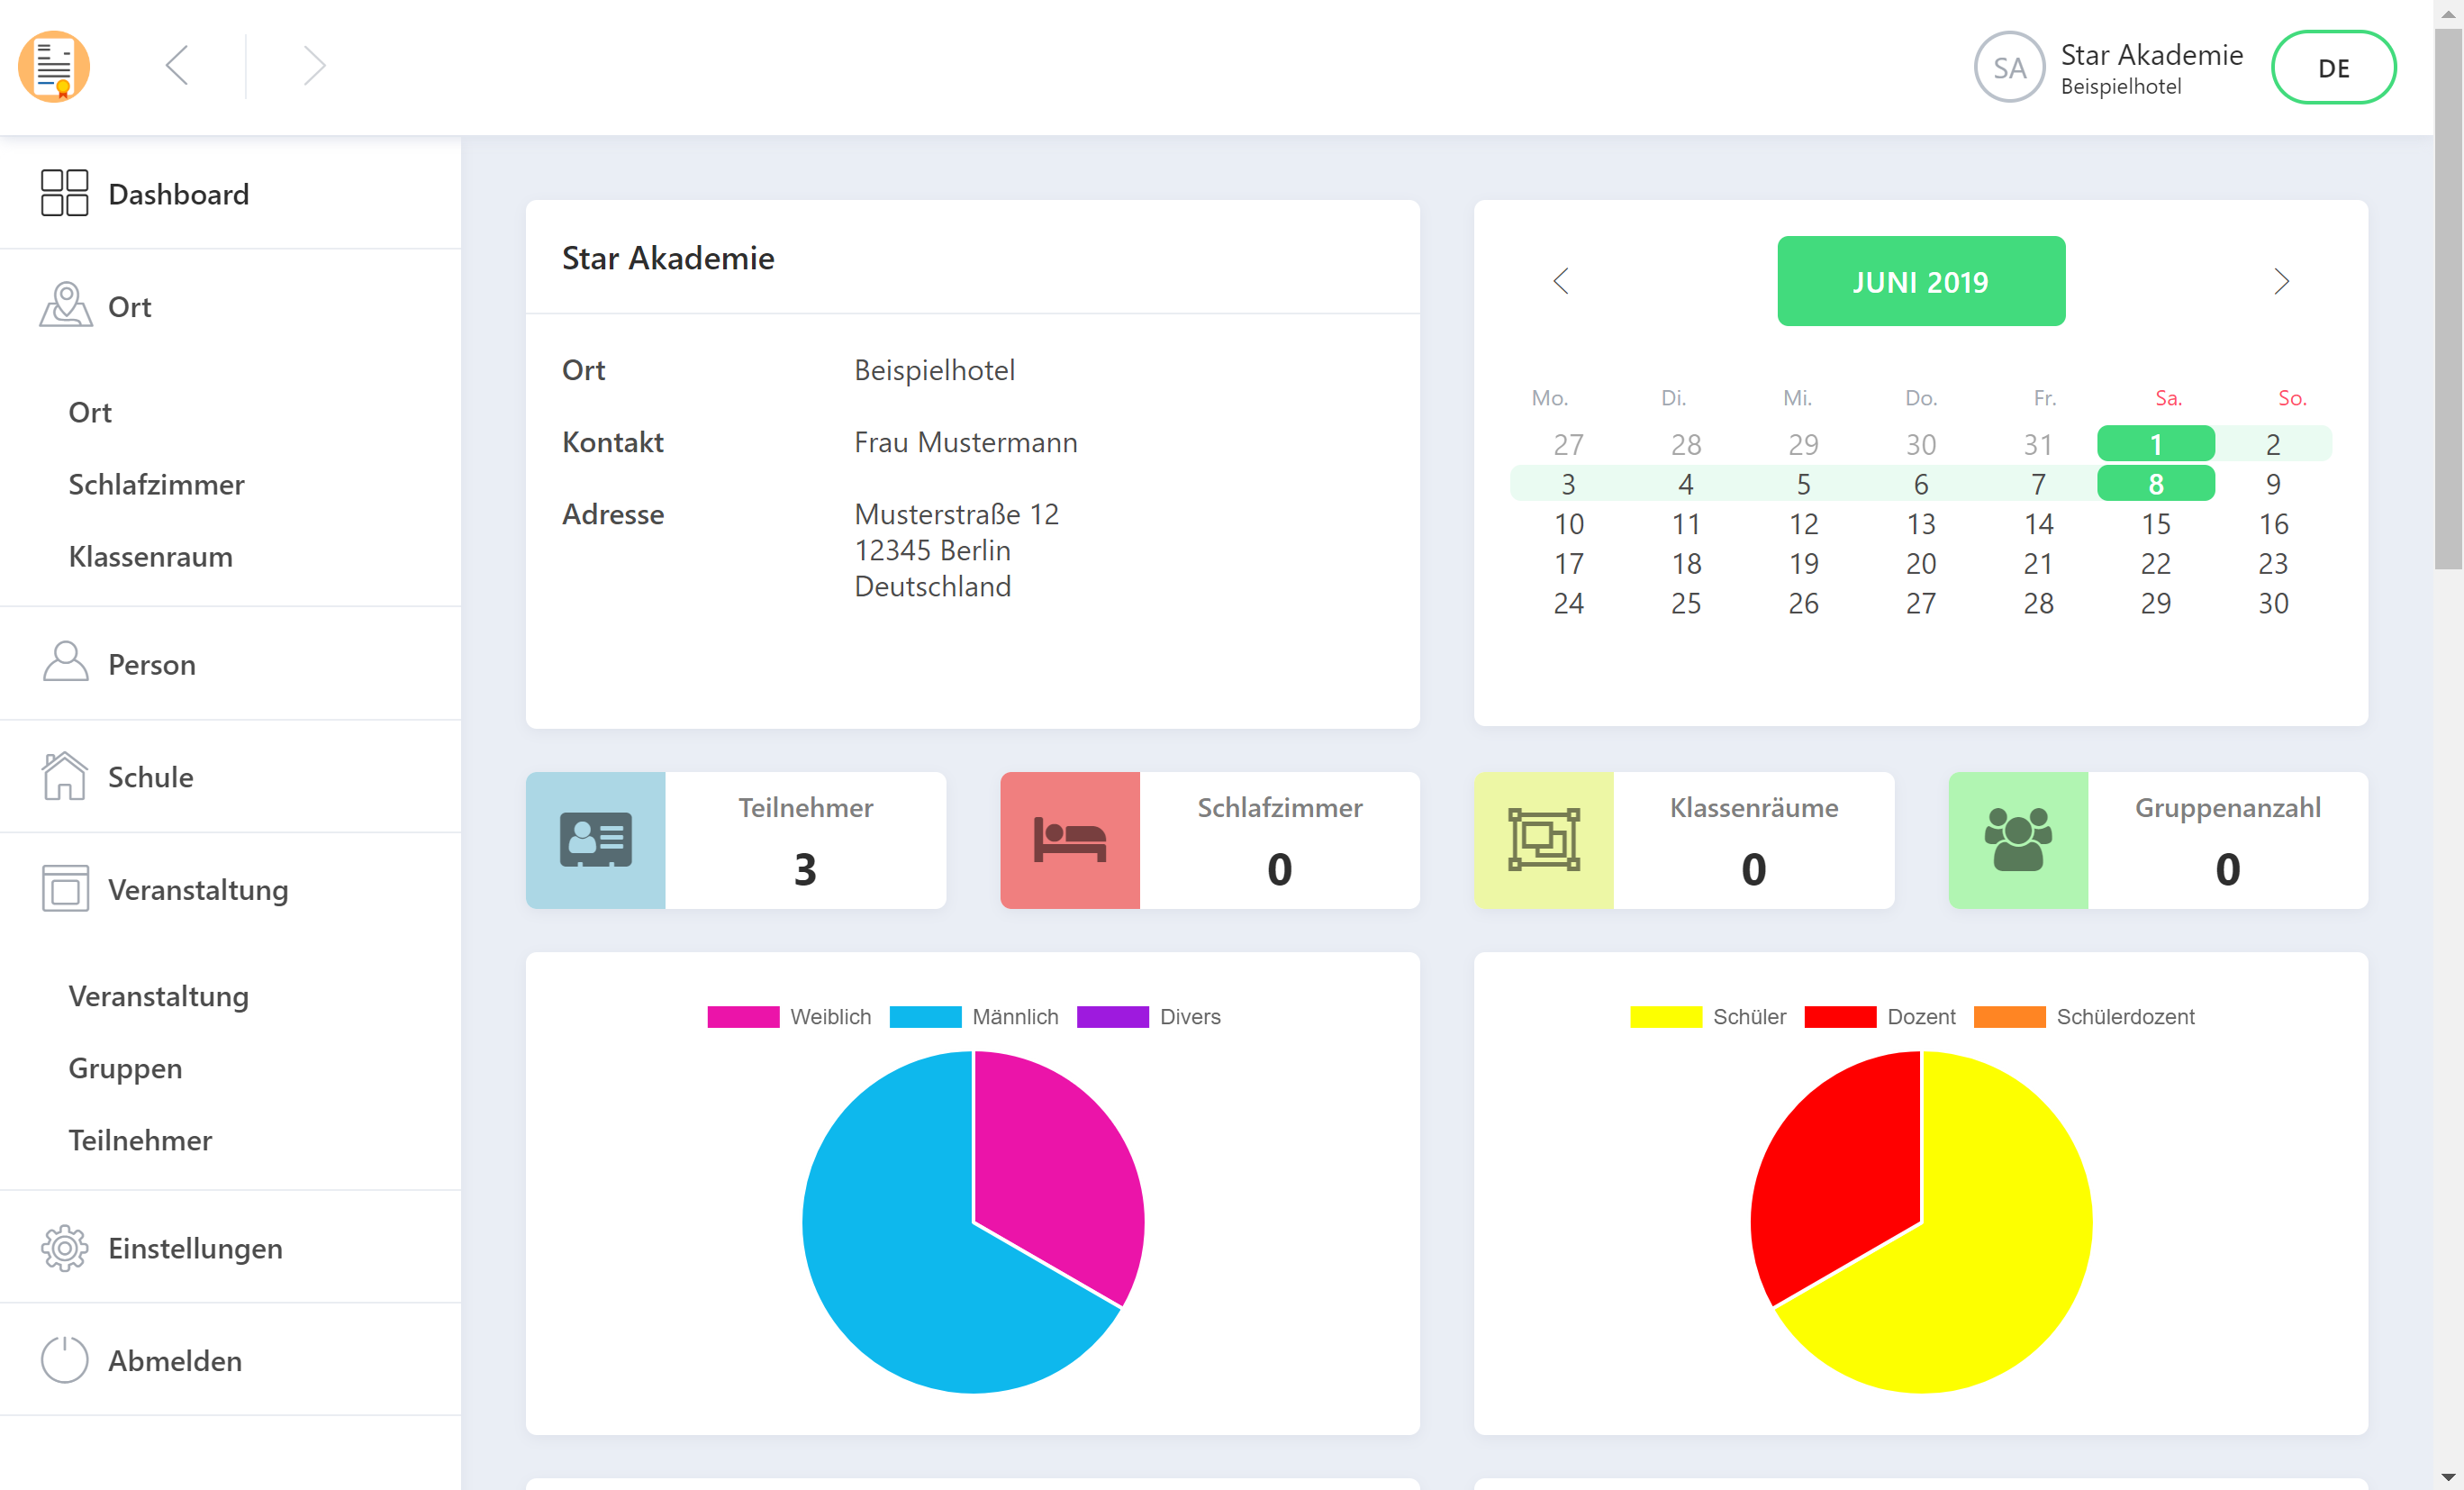 SA
Star Akademie
Beispielhotel
DE
Dashboard
Ort
Ort
Schlafzimmer
Klassenraum
Person
Schule
Veranstaltung
Veranstaltung
Gruppen
Teilnehmer
Einstellungen
Abmelden
Star Akademie
Ort Beispielhotel
Kontakt Frau Mustermann
Adresse Musterstraße 12
12345 Berlin
Deutschland
JUNI 2019
Mo. Di. Mi. Do. Fr. Sa. So.
27 28 29 30 31 1 2
3 4 5 6 7 8 9
10 11 12 13 14 15 16
17 18 19 20 21 22 23
24 25 26 27 28 29 30
Teilnehmer
3
Schlafzimmer
0
Klassenräume
0
Gruppenanzahl
0
Weiblich Männlich Divers
Schüler Dozent Schülerdozent